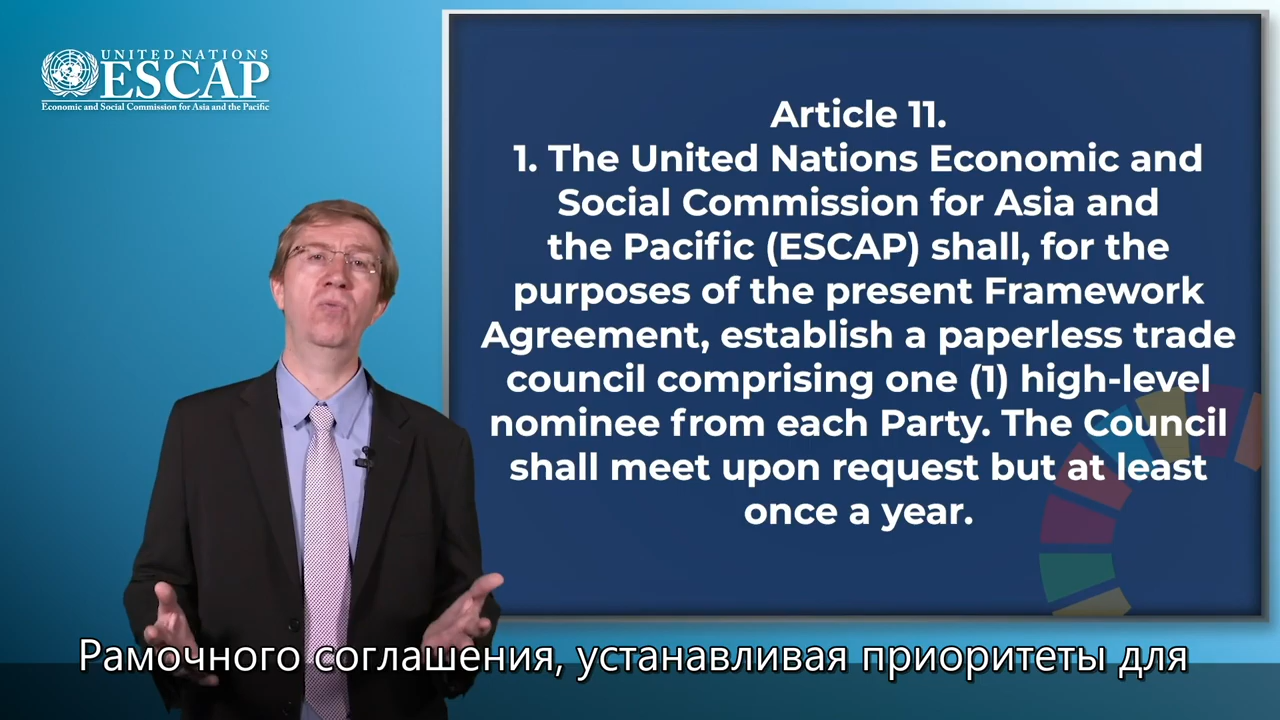 UNITED NATIONS
ESCAP
Economic and Social Commission for Asia and the Pacific
Article 11.
1. The United Nations Economic and
Social Commission for Asia and
the Pacific (ESCAP) shall, for the
purposes of the present Framework
Agreement, establish a paperless trade
council comprising one (1) high-level
nominee from each Party. The Council
shall meet upon request but at least
once a year.
Рамочного соглашения, устанавливая приоритеты для